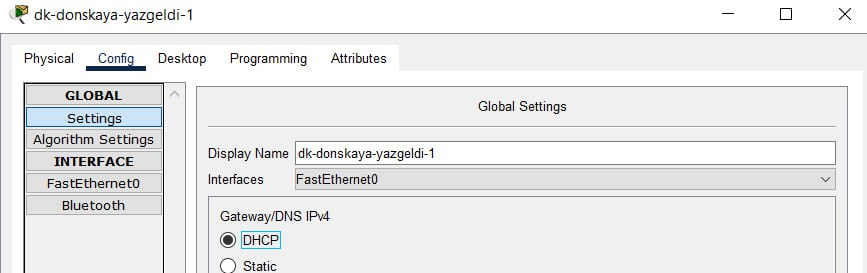 dk-donskaya-yazgeldi-1
Physical Config Desktop Programming Attributes
GLOBAL
Settings
Algorithm Settings
INTERFACE
FastEthernet0
Bluetooth
Global Settings
Display Name dk-donskaya-yazgeldi-1
Interfaces FastEthernet0
Gateway/DNS IPv4
DHCP
Static